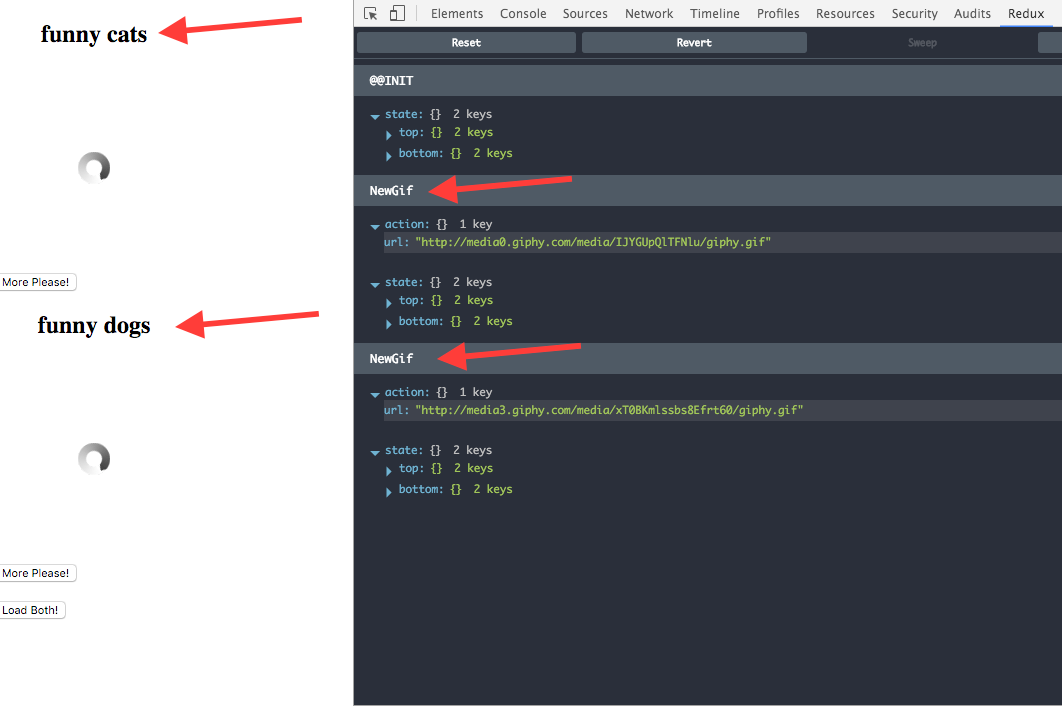 funny cats
More Please!
funny dogs
More Please!
Load Both!
Elements Console Sources Network Timeline Profiles Resources Security Audits Redux
Reset Revert Sweep
@@INIT
state: {} 2 keys
top: {} 2 keys
bottom: {} 2 keys
NewGif
action: {} 1 key
url: "http://media0.giphy.com/media/IJYGUpQlTFNlu/giphy.gif"
state: {} 2 keys
top: {} 2 keys
bottom: {} 2 keys
NewGif
action: {} 1 key
url: "http://media3.giphy.com/media/xT0BKmlssbs8Efrt60/giphy.gif"
state: {} 2 keys
top: {} 2 keys
bottom: {} 2 keys